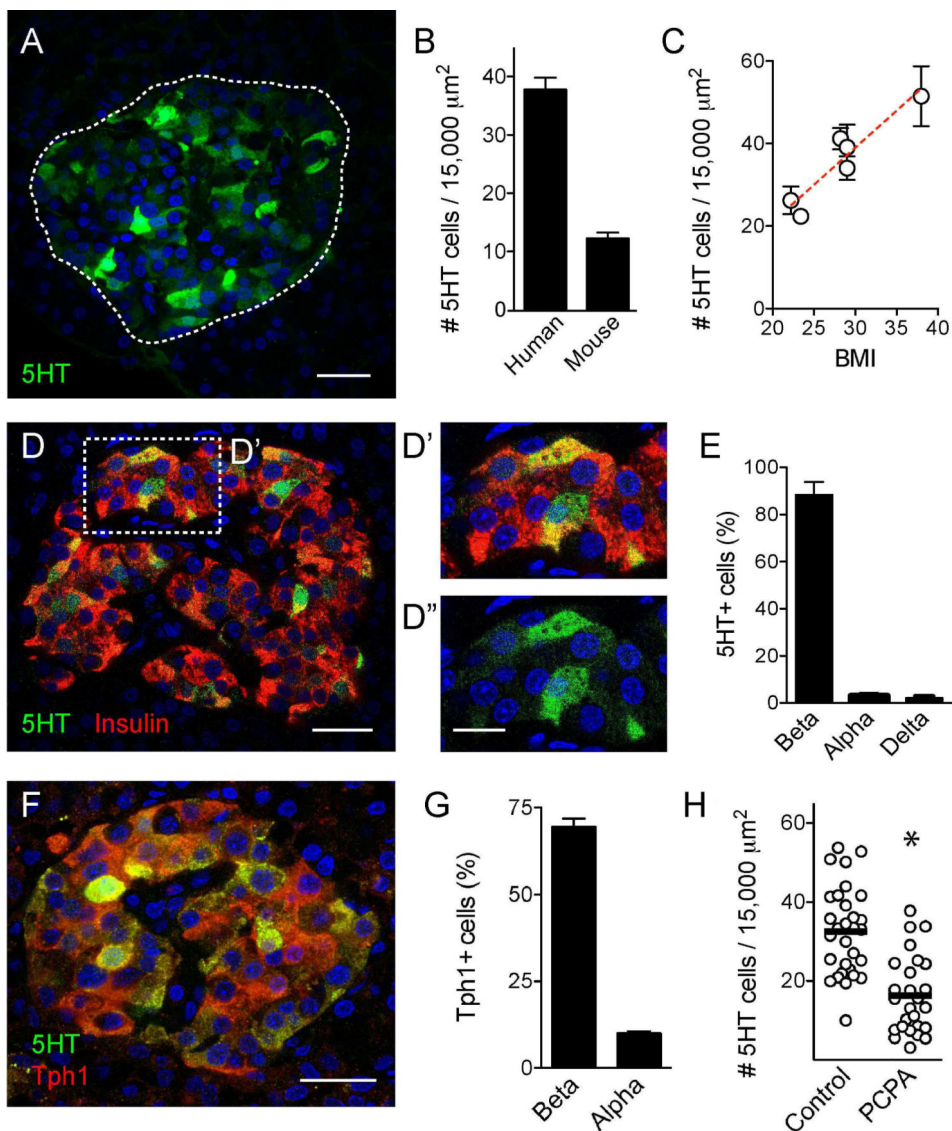 A
5HT
B
# 5HT cells / 15,000 μm2
40
30
20
10
0
Human
Mouse
C
# 5HT cells / 15,000 μm2
60
40
20
0
20
25
30
35
40
BMI
D
D'
5HT Insulin
D'
D"
E
5HT+ cells (%)
100
80
60
40
20
0
Beta
Alpha
Delta
F
5HT
Tph1
G
Tph1+ cells (%)
75
50
25
0
Beta
Alpha
H
# 5HT cells / 15,000 μm2
60
40
20
*
Control
PCPA